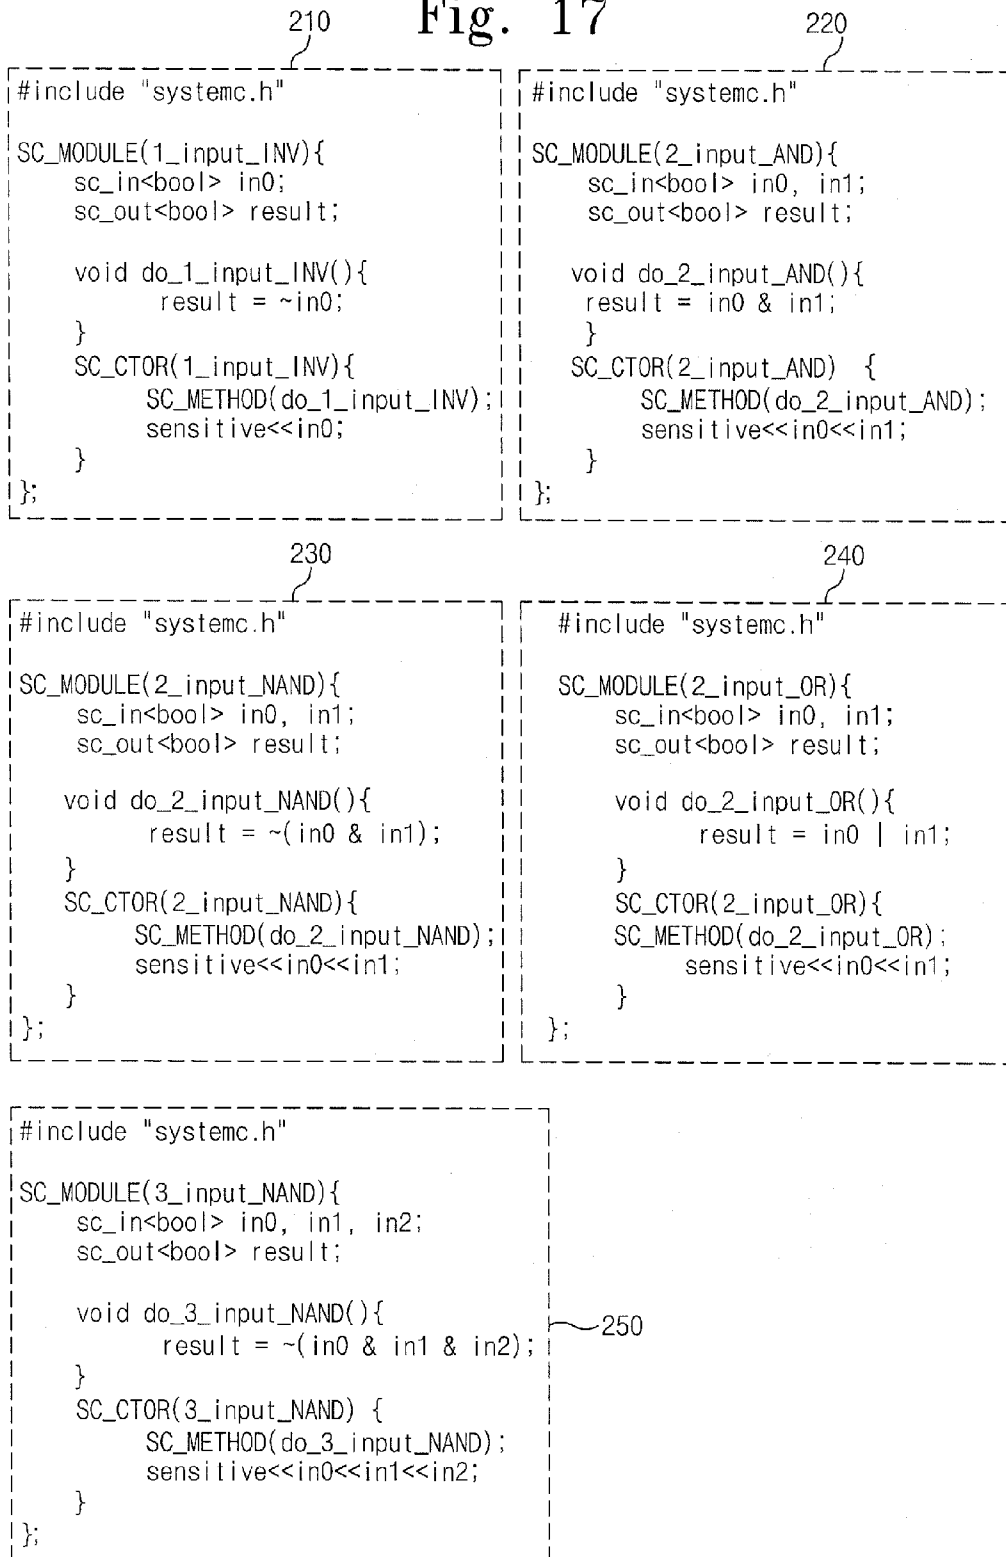 Fig. 17
210
#include "systemc.h"
SC_MODULE(1_input_INV){
sc_in<bool> in0;
sc_out<bool> result;
void do_1_input_INV(){
result = ~in0;
}
SC_CTOR(1_input_INV){
SC_METHOD(do_1_input_INV);
sensitive<<in0;
}
};
220
#include "systemc.h"
SC_MODULE(2_input_AND){
sc_in<bool> in0, in1;
sc_out<bool> result;
void do_2_input_AND(){
result = in0 & in1;
}
SC_CTOR(2_input_AND) {
SC_METHOD(do_2_input_AND);
sensitive<<in0<<in1;
}
};
230
#include "systemc.h"
SC_MODULE(2_input_NAND){
sc_in<bool> in0, in1;
sc_out<bool> result;
void do_2_input_NAND(){
result = ~(in0 & in1);
}
SC_CTOR(2_input_NAND){
SC_METHOD(do_2_input_NAND);
sensitive<<in0<<in1;
}
};
240
#include "systemc.h"
SC_MODULE(2_input_OR){
sc_in<bool> in0, in1;
sc_out<bool> result;
void do_2_input_OR(){
result = in0 | in1;
}
SC_CTOR(2_input_OR){
SC_METHOD(do_2_input_OR);
sensitive<<in0<<in1;
}
};
#include "systemc.h"
SC_MODULE(3_input_NAND){
sc_in<bool> in0, in1, in2;
sc_out<bool> result;
void do_3_input_NAND(){
result = ~(in0 & in1 & in2);
}
SC_CTOR(3_input_NAND) {
SC_METHOD(do_3_input_NAND);
sensitive<<in0<<in1<<in2;
}
};
250